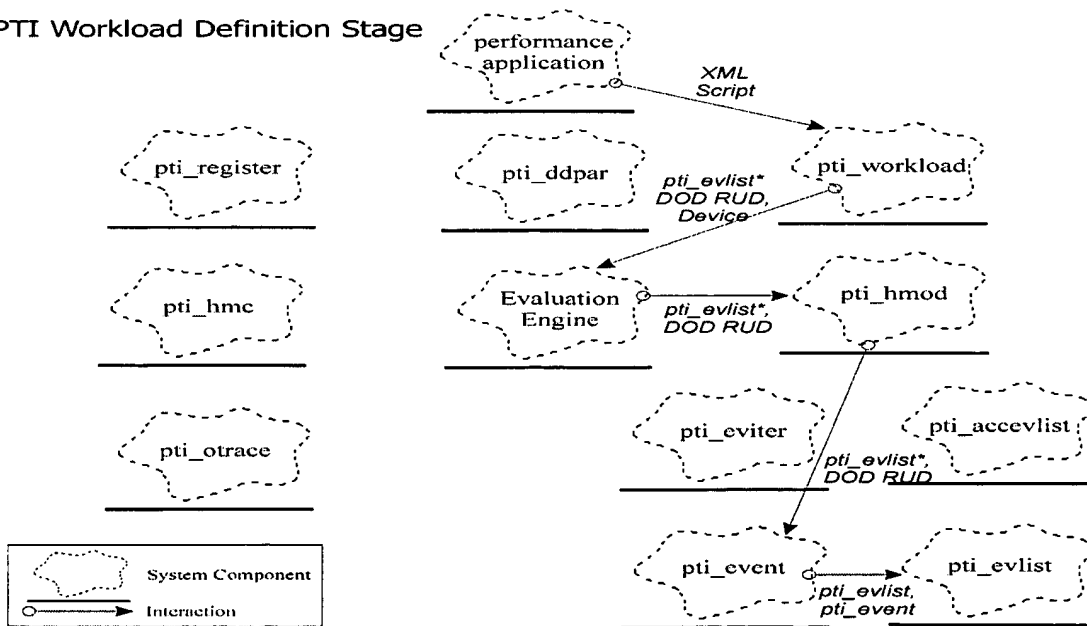 PTI Workload Definition Stage
performance
application
XML
Script
pti_register
pti_ddpar
pti_workload
pti_evlist*
DOD RUD,
Device
pti_hmc
Evaluation
Engine
pti_evlist*,
DOD RUD
pti_hmod
pti_otrace
pti_eviter
pti_accevlist
pti_evlist*,
DOD RUD
pti_event
pti_evlist
pti_evlist,
pti_event
System Component
Interaction